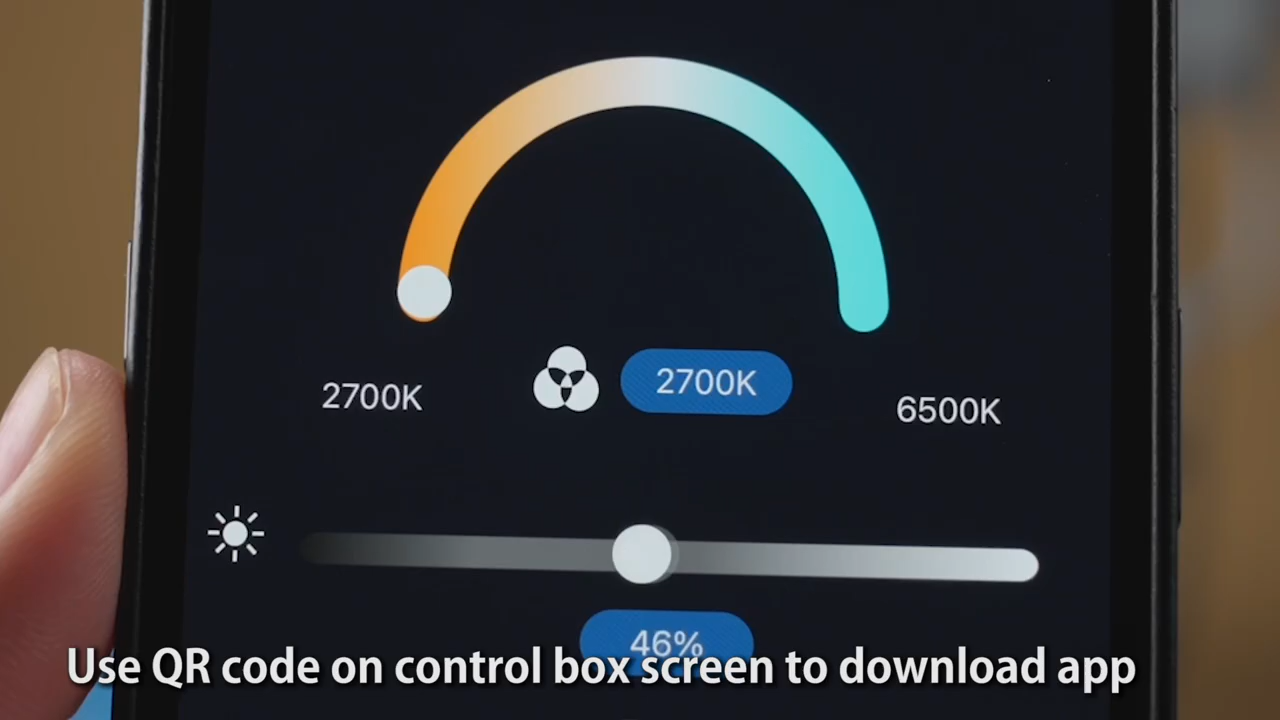 2700K
2700K
6500K
46%
Use QR code on control box screen to download app